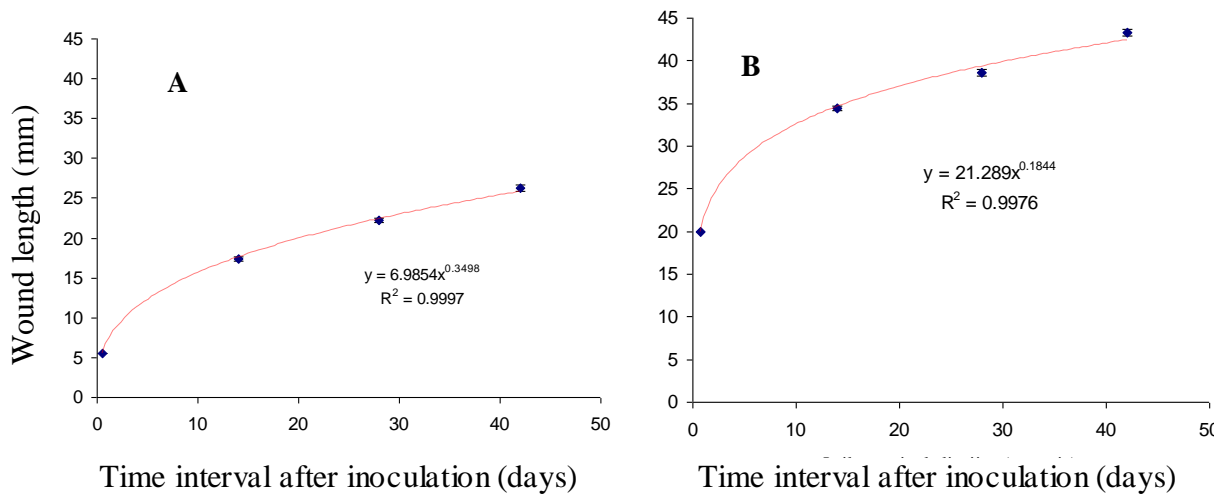 A
Wound length (mm)
45
40
35
30
25
20
15
10
5
0
0 10 20 30 40 50
y = 6.9854x^0.3498
R² = 0.9997
Time interval after inoculation (days)
B
45
40
35
30
25
20
15
10
5
0
0 10 20 30 40 50
y = 21.289x^0.1844
R² = 0.9976
Time interval after inoculation (days)